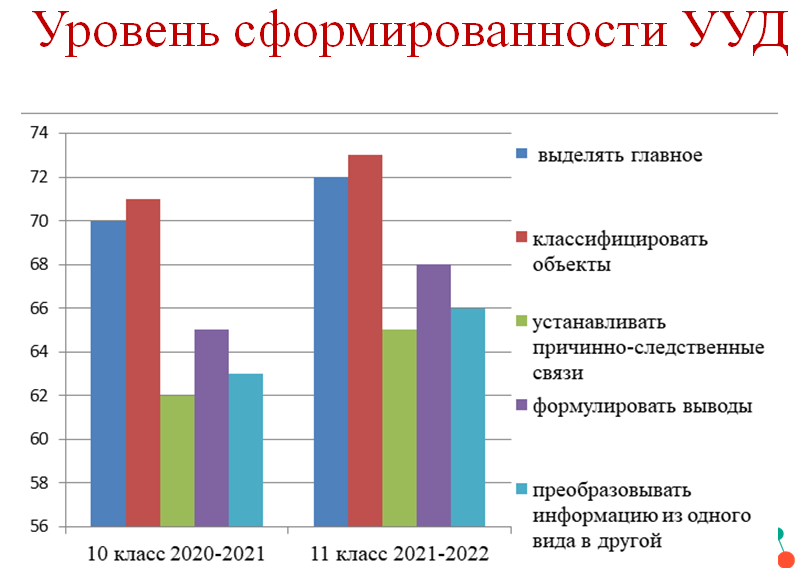 Уровень сформированности УУД
74
72
70
68
66
64
62
60
58
56
10 класс 2020-2021
11 класс 2021-2022
выделять главное
классифицировать
объекты
устанавливать
причинно-следственные
связи
формулировать выводы
преобразовывать
информацию из одного
вида в другой